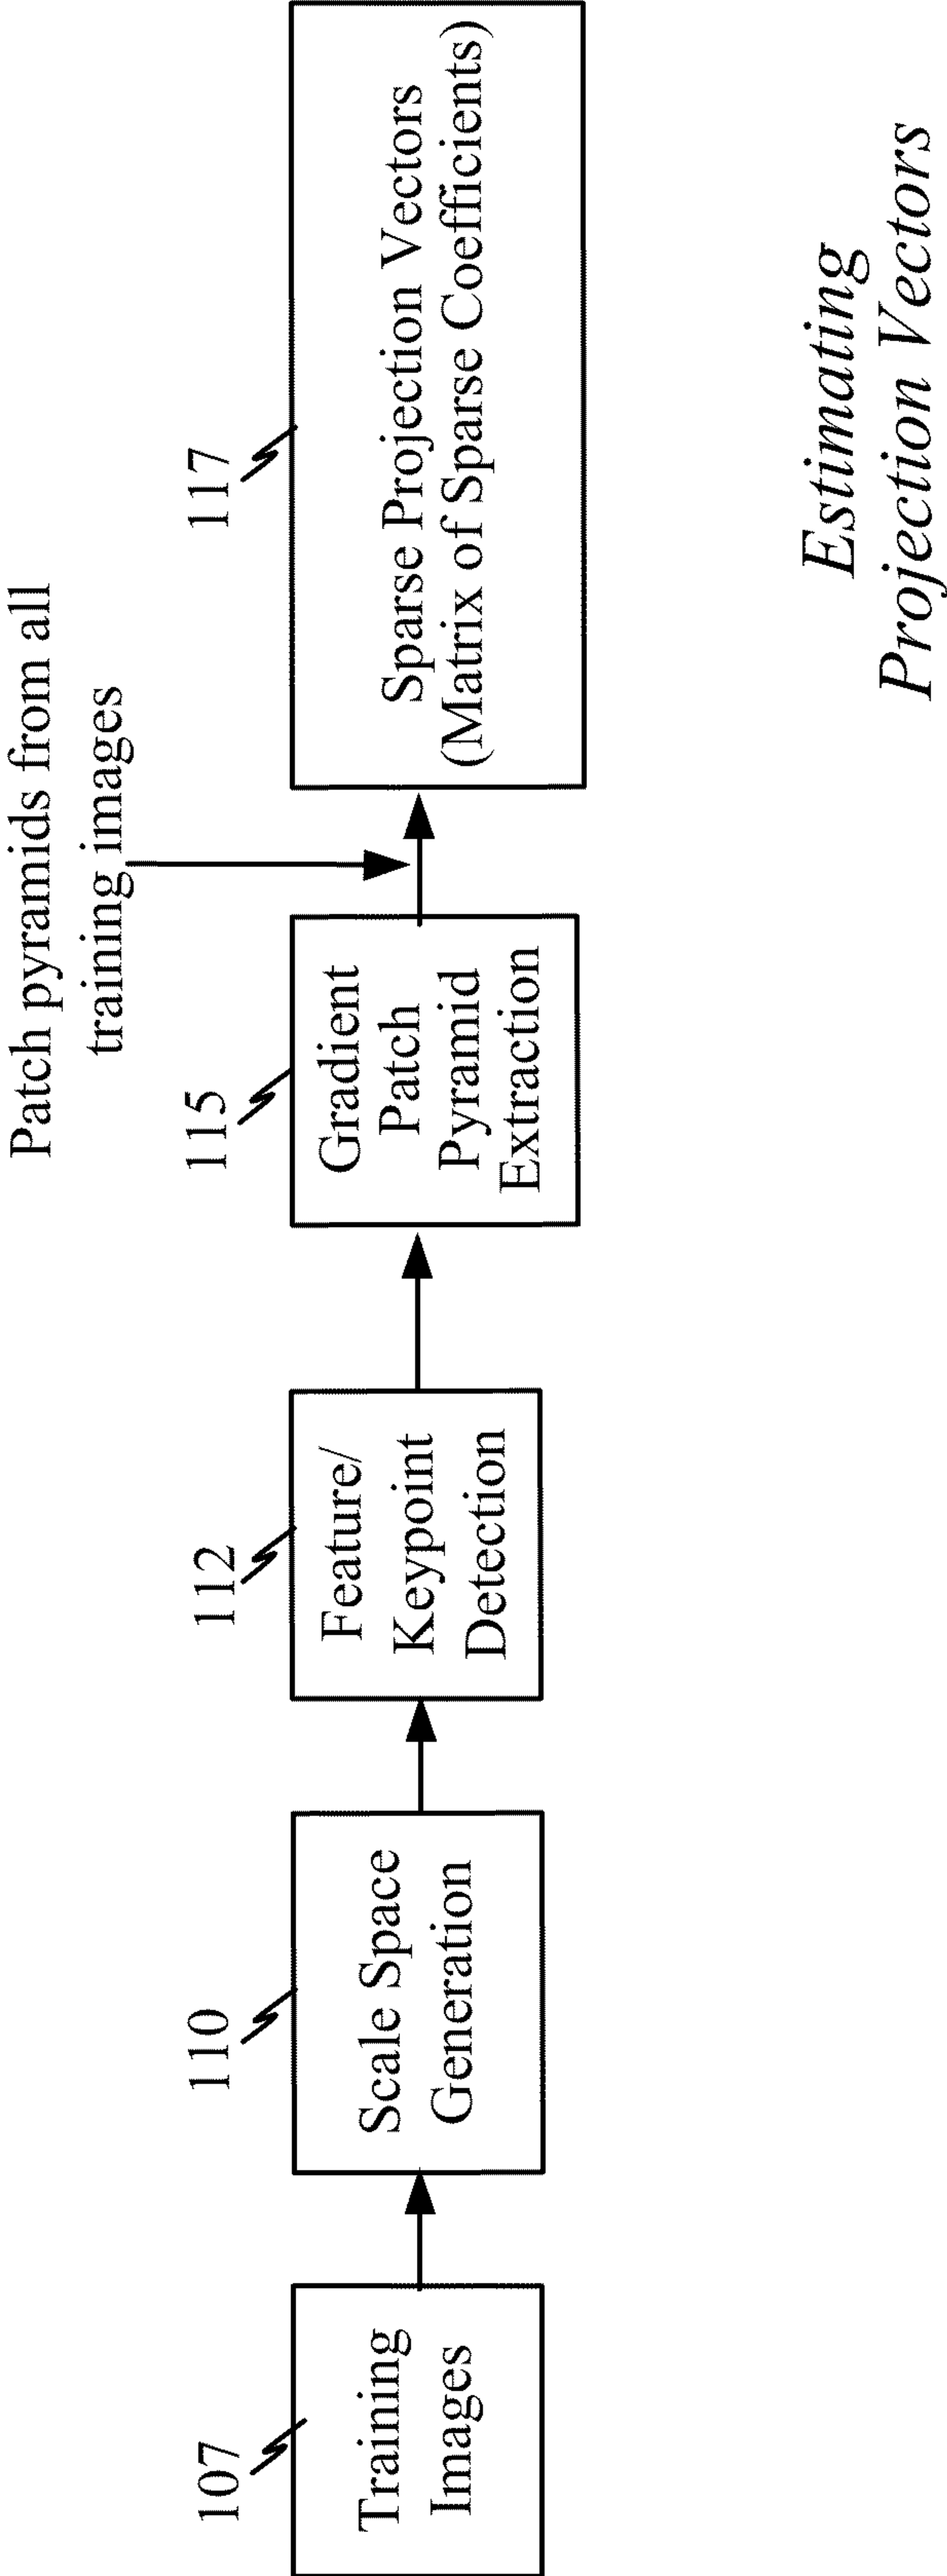 Patch pyramids from all
training images
107
110
112
115
117
Training
Images
Scale Space
Generation
Feature/
Keypoint
Detection
Gradient
Patch
Pyramid
Extraction
Sparse Projection Vectors
(Matrix of Sparse Coefficients)
Estimating
Projection Vectors